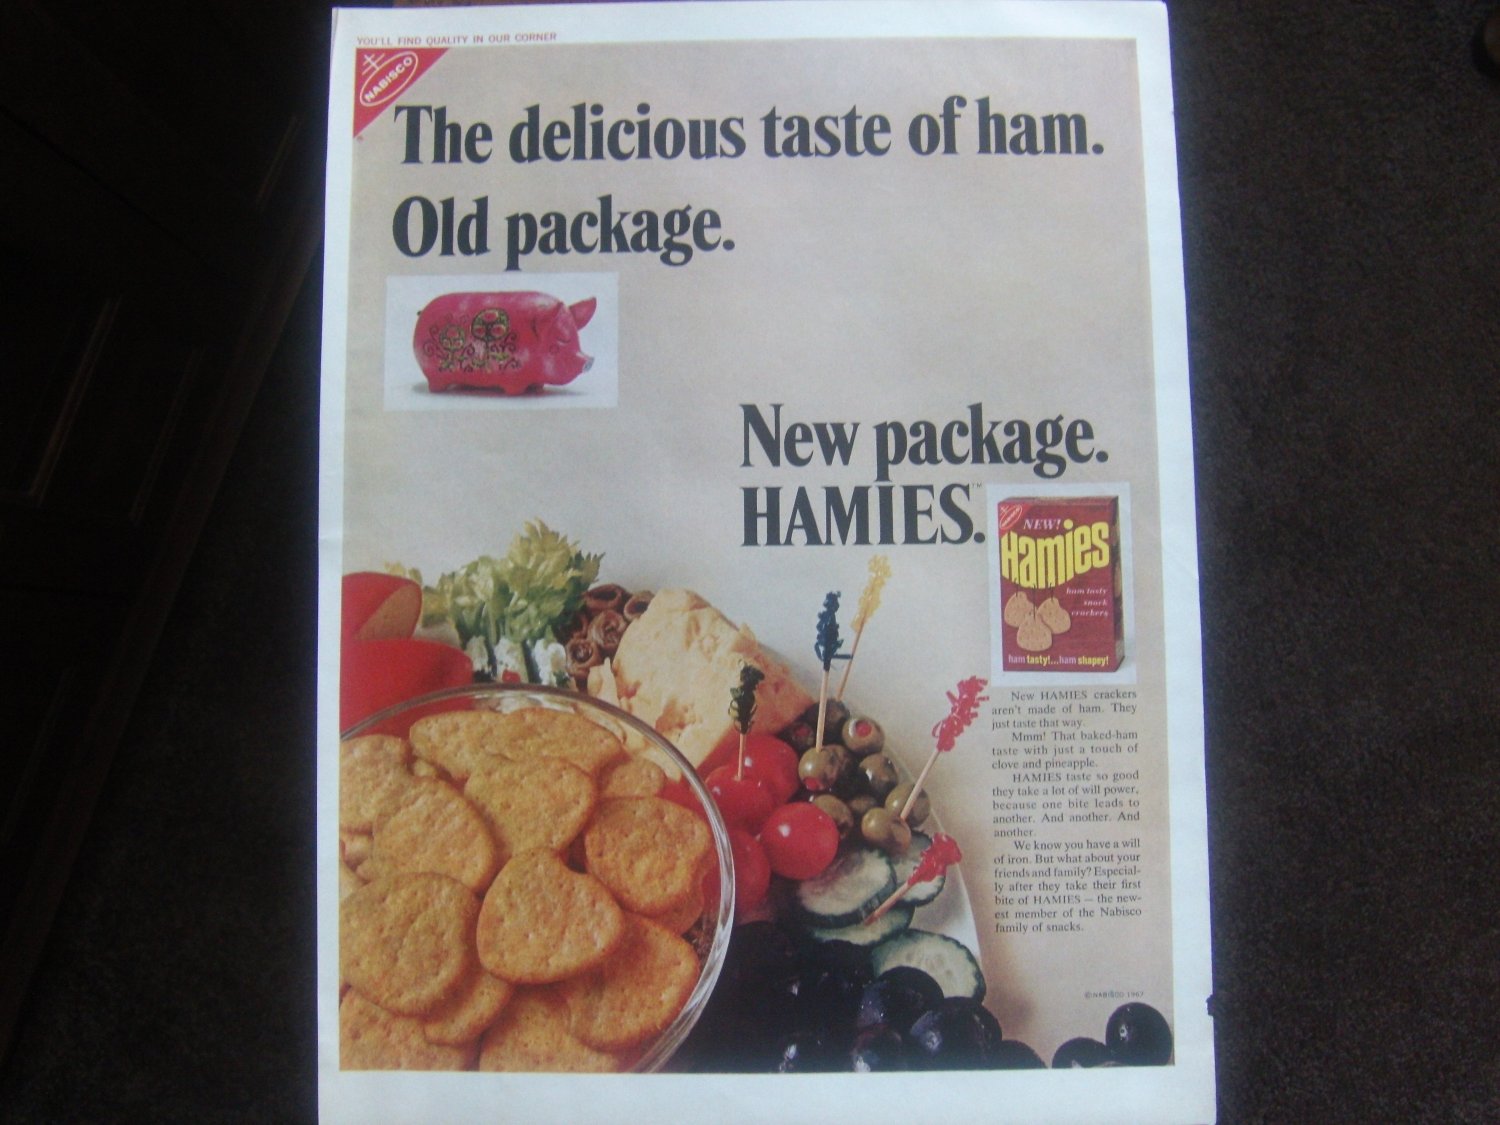 YOU'LL FIND QUALITY IN OUR CORNER
NABISCO
The delicious taste of ham.
Old package.
New package.
HAMIES.™
NABISCO
NEW!
Hamies
ham tasty
snack
crackers
ham tasty!...ham shapey!
New HAMIES crackers
aren't made of ham. They
just taste that way.
Mmm! That baked-ham
taste with just a touch of
clove and pineapple.
HAMIES taste so good
they take a lot of will power,
because one bite leads to
another. And another. And
another.
We know you have a will
of iron. But what about your
friends and family? Especial-
ly after they take their first
bite of HAMIES — the new-
est member of the Nabisco
family of snacks.
© NABISCO 1967